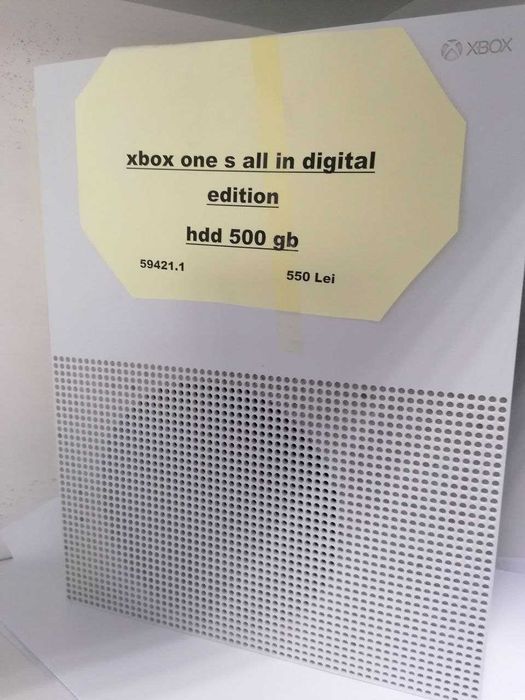 XBOX
xbox one s all in digital
edition
hdd 500 gb
59421.1
550 Lei